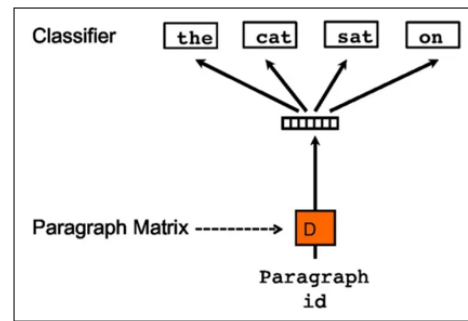 Classifier the cat sat on
Paragraph Matrix D
Paragraph
id